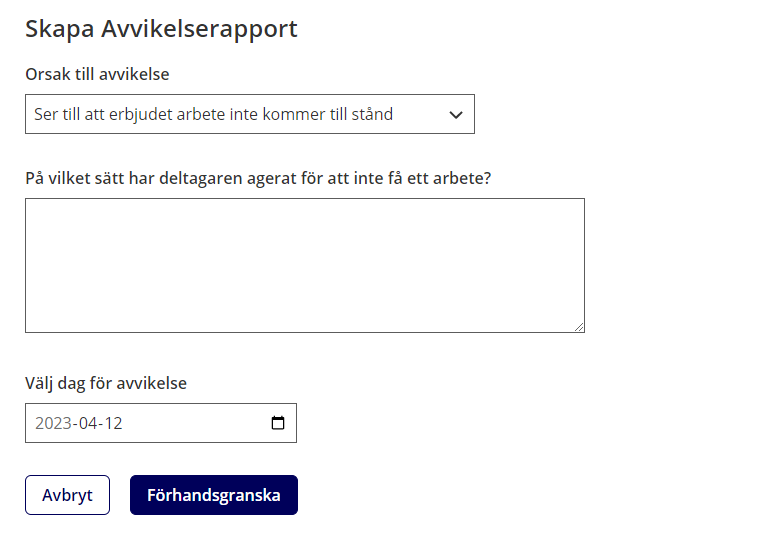 Skapa Avvikelserapport
Orsak till avvikelse
Ser till att erbjudet arbete inte kommer till stånd
På vilket sätt har deltagaren agerat för att inte få ett arbete?
Välj dag för avvikelse
2023-04-12
Avbryt
Förhandsgranska